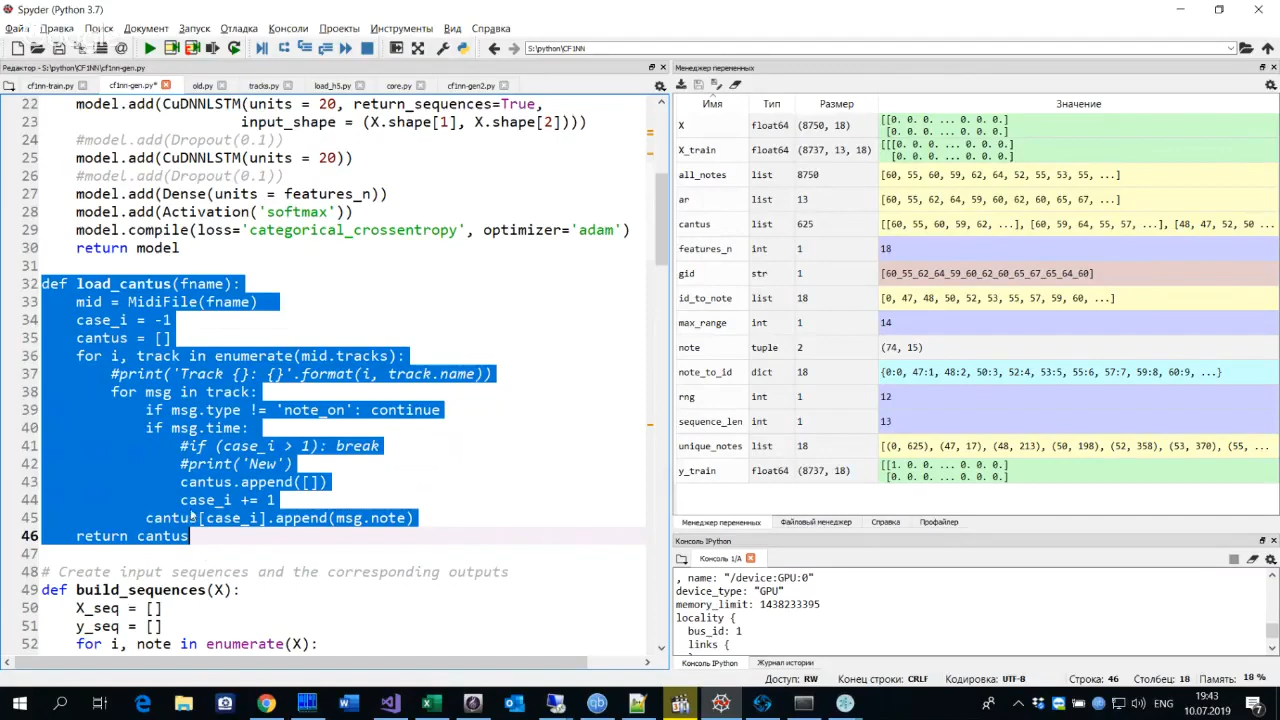 Spyder (Python 3.7)
Файл Правка Поиск Документ Запуск Отладка Консоли Проекты Инструменты Вид Справка
S:\python\CF1NN
Редактор - S:\python\CF1NN\cf1nn-gen.py
cf1nn-train.py cf1nn-gen.py* old.py tracks.py load_h5.py core.py cf1nn-gen2.py
22 model.add(CuDNNLSTM(units = 20, return_sequences=True,
23 input_shape = (X.shape[1], X.shape[2])))
24 #model.add(Dropout(0.1))
25 model.add(CuDNNLSTM(units = 20))
26 #model.add(Dropout(0.1))
27 model.add(Dense(units = features_n))
28 model.add(Activation('softmax'))
29 model.compile(loss='categorical_crossentropy', optimizer='adam')
30 return model
31
32 def load_cantus(fname):
33 mid = MidiFile(fname)
34 case_i = -1
35 cantus = []
36 for i, track in enumerate(mid.tracks):
37 #print('Track {}: {}'.format(i, track.name))
38 for msg in track:
39 if msg.type != 'note_on': continue
40 if msg.time:
41 #if (case_i > 1): break
42 #print('New')
43 cantus.append([])
44 case_i += 1
45 cantus[case_i].append(msg.note)
46 return cantus
47
48 # Create input sequences and the corresponding outputs
49 def build_sequences(X):
50 X_seq = []
51 y_seq = []
52 for i, note in enumerate(X):
Менеджер переменных
Имя Тип Размер Значение
X float64 (8750, 18) [[0. 0. 0. ... 0. 0. 0.]
[0. 0. 0. ... 0. 0. 0.]
X_train float64 (8737, 13, 18) [[[0. 0. 0. ... 0. 0. 0.]
[0. 0. 0. ... 0. 0. 0.]
all_notes list 8750 [60, 55, 60, 59, 62, 64, 52, 55, 53, 55, ...]
ar list 13 [60, 55, 62, 64, 59, 60, 62, 60, 65, 67, ...]
cantus list 625 [[60, 55, 60, 59, 62, ...], [60, 59, 64, 55, 57, ...], [48, 47, 52, 50 ...
features_n int 1 18
gid str 1 [60_55_62_64_59_60_62_60_65_67_65_64_60]
id_to_note list 18 [0, 47, 48, 50, 52, 53, 55, 57, 59, 60, ...]
max_range int 1 14
note tuple 2 (74, 15)
note_to_id dict 18 {0:0, 47:1, 48:2, 50:3, 52:4, 53:5, 55:6, 57:7, 59:8, 60:9, ...}
rng int 1 12
sequence_len int 1 13
unique_notes list 18 [(0, 625), (47, 17), (48, 213), (50, 198), (52, 358), (53, 370), (55, ...
y_train float64 (8737, 18) [[1. 0. 0. ... 0. 0. 0.]
[0. 0. 0. ... 0. 0. 0.]
Менеджер переменных Файловый менеджер Справка Профайлер
Консоль IPython
Консоль 1/A
, name: "/device:GPU:0"
device_type: "GPU"
memory_limit: 1438233395
locality {
bus_id: 1
links {
Консоль IPython Журнал истории
Доступ: RW Концы строк: CRLF Кодировка: UTF-8 Строка: 46 Столбец: 18 Память: 18 %
ENG 19:43
10.07.2019